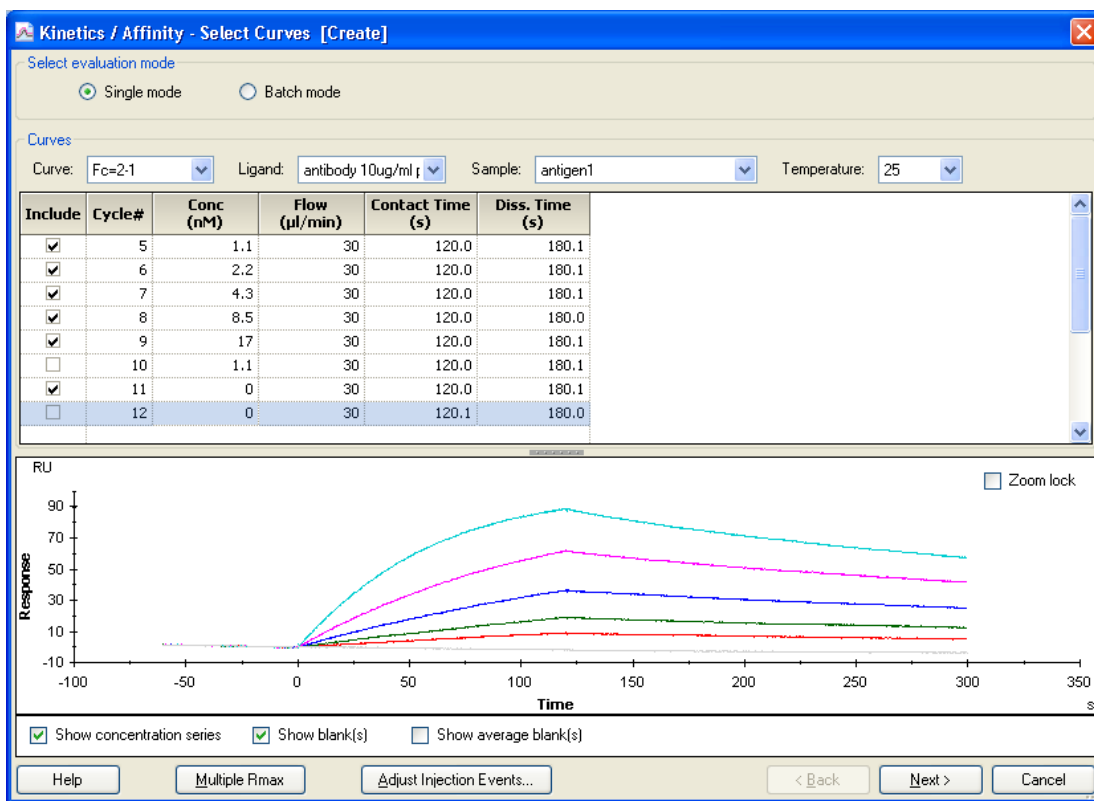 Kinetics / Affinity - Select Curves [Create]
Select evaluation mode
Single mode Batch mode
Curves
Curve: Fc=2-1 Ligand: antibody 10ug/ml Sample: antigen1 Temperature: 25
Include Cycle# Conc (nM) Flow (µl/min) Contact Time (s) Diss. Time (s)
5 1.1 30 120.0 180.1
6 2.2 30 120.0 180.1
7 4.3 30 120.0 180.1
8 8.5 30 120.0 180.0
9 17 30 120.0 180.1
10 1.1 30 120.0 180.1
11 0 30 120.0 180.1
12 0 30 120.1 180.0
RU
Zoom lock
90
70
50
30
10
-10
Response
-100 -50 0 50 100 150 200 250 300 350
Time
s
Show concentration series Show blank(s) Show average blank(s)
Help Multiple Rmax Adjust Injection Events... < Back Next > Cancel